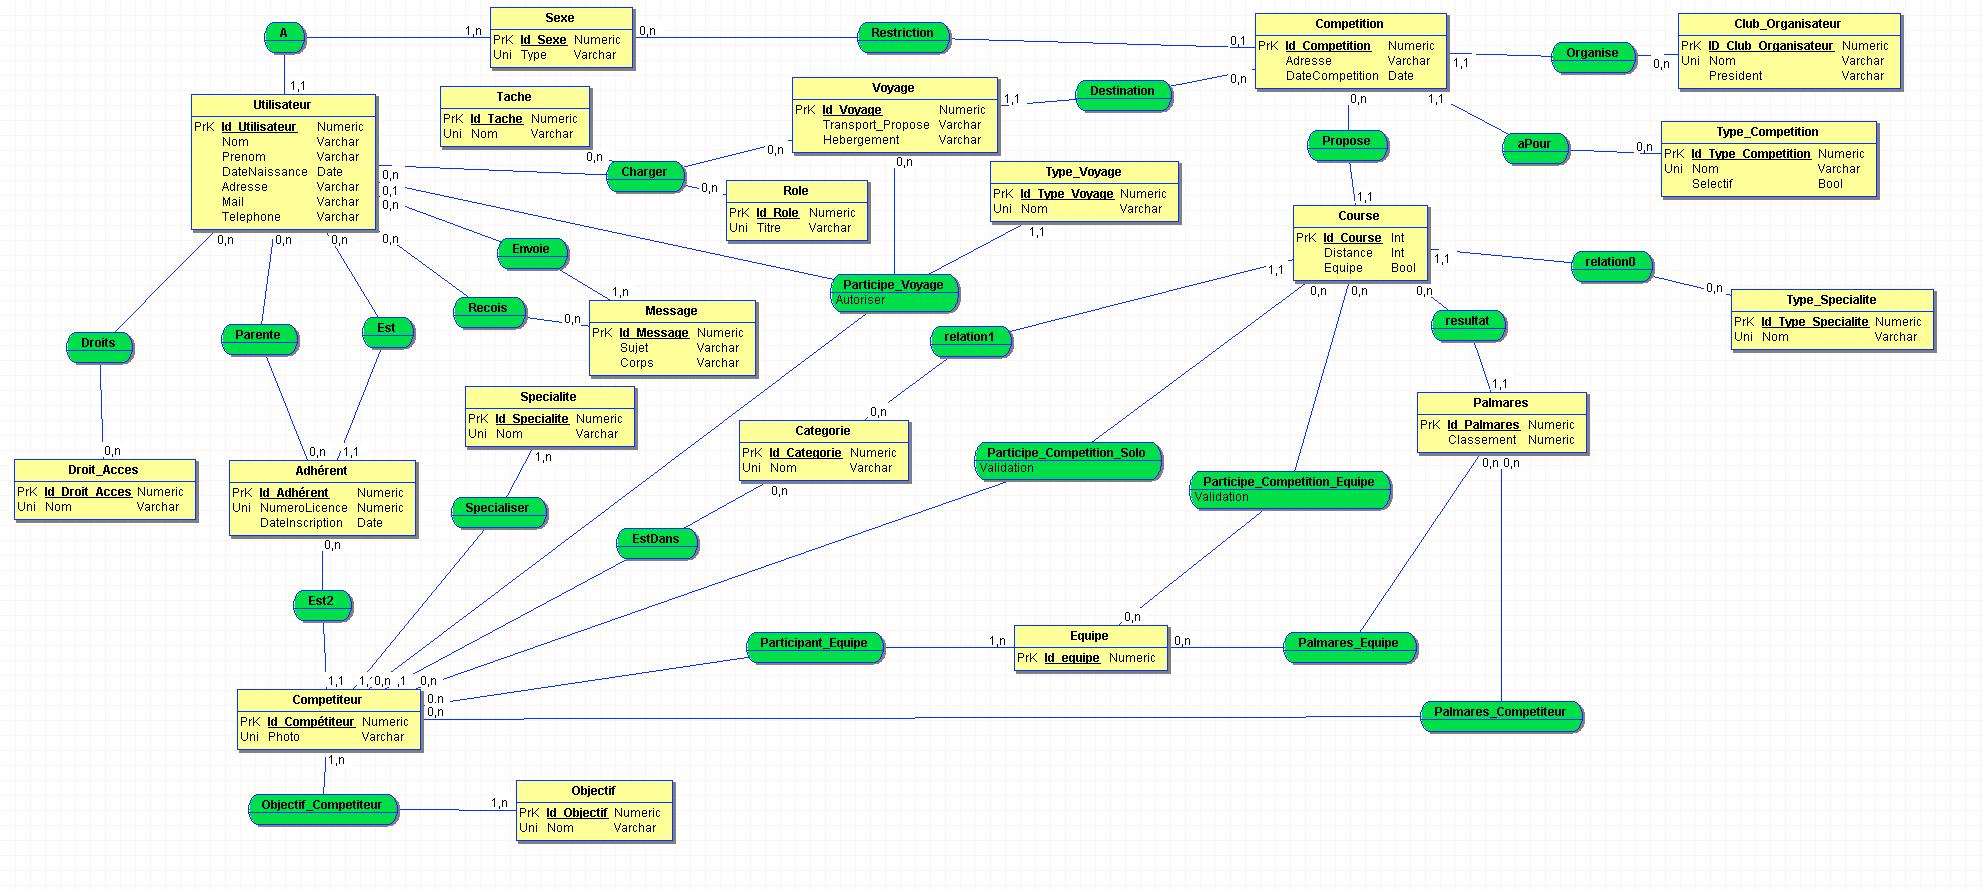 Sexe
PrK Id_Sexe Numeric
Uni Type Varchar
A
1,n
0,n
1,1
Restriction
0,1
Competition
PrK Id_Competition Numeric
Adresse Varchar
DateCompetition Date
1,1
Organise
0,n
Club_Organisateur
PrK ID_Club_Organisateur Numeric
Uni Nom Varchar
President Varchar
Utilisateur
PrK Id_Utilisateur Numeric
Nom Varchar
Prenom Varchar
DateNaissance Date
Adresse Varchar
Mail Varchar
Telephone Varchar
Tache
PrK Id_Tache Numeric
Uni Nom Varchar
Voyage
PrK Id_Voyage Numeric
Transport_Propose Varchar
Hebergement Varchar
1,1
Destination
0,n
0,n
1,1
Propose
1,1
aPour
0,n
Type_Competition
PrK Id_Type_Competition Numeric
Uni Nom Varchar
Selectif Bool
0,n
0,n
0,n
0,n
0,n
Charger
Role
PrK Id_Role Numeric
Uni Titre Varchar
Type_Voyage
PrK Id_Type_Voyage Numeric
Uni Nom Varchar
1,1
0,1
0,n
0,n
Envoie
1,n
Recois
0,n
Message
PrK Id_Message Numeric
Sujet Varchar
Corps Varchar
Participe_Voyage
Autoriser
Course
PrK Id_Course Int
Distance Int
Equipe Bool
1,1
1,1
0,n
0,n
0,n
relation0
0,n
Type_Specialite
PrK Id_Type_Specialite Numeric
Uni Nom Varchar
relation1
0,n
resultat
1,1
0,n
0,n
0,n
Droits
Parente
Est
0,n
0,n
1,1
Droit_Acces
PrK Id_Droit_Acces Numeric
Uni Nom Varchar
Adhérent
PrK Id_Adhérent Numeric
Uni NumeroLicence Numeric
DateInscription Date
0,n
Specialite
PrK Id_Specialite Numeric
Uni Nom Varchar
1,n
Specialiser
Categorie
PrK Id_Categorie Numeric
Uni Nom Varchar
0,n
EstDans
Participe_Competition_Solo
Validation
Participe_Competition_Equipe
Validation
Palmares
PrK Id_Palmares Numeric
Classement Numeric
0,n
0,n
Est2
1,1
0,n
,1
0,n
0,n
0,n
Participant_Equipe
1,n
0,n
Equipe
PrK Id_equipe Numeric
0,n
Palmares_Equipe
Palmares_Competiteur
Competiteur
PrK Id_Compétiteur Numeric
Uni Photo Varchar
1,n
Objectif_Competiteur
1,n
Objectif
PrK Id_Objectif Numeric
Uni Nom Varchar